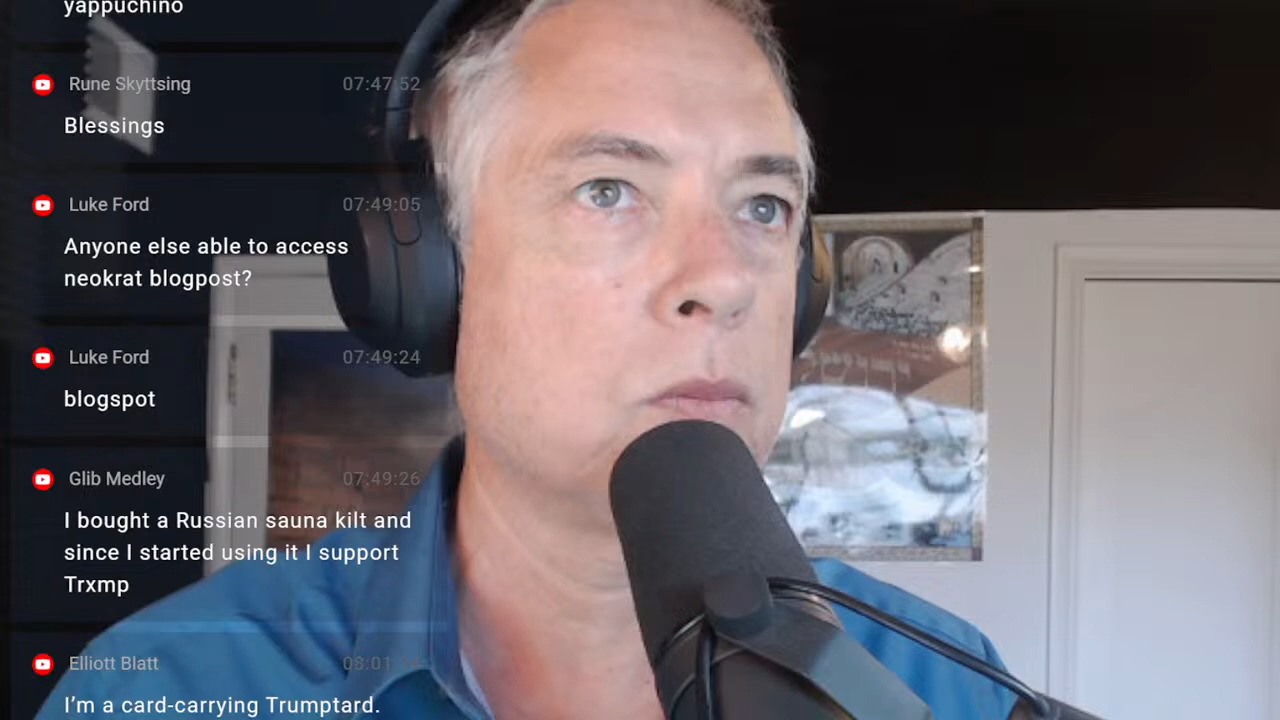 yappuchino
Rune Skyttsing 07:47:52
Blessings
Luke Ford 07:49:05
Anyone else able to access
neokrat blogpost?
Luke Ford 07:49:24
blogspot
Glib Medley 07:49:26
I bought a Russian sauna kilt and
since I started using it I support
Trxmp
Elliott Blatt
I'm a card-carrying Trumptard.